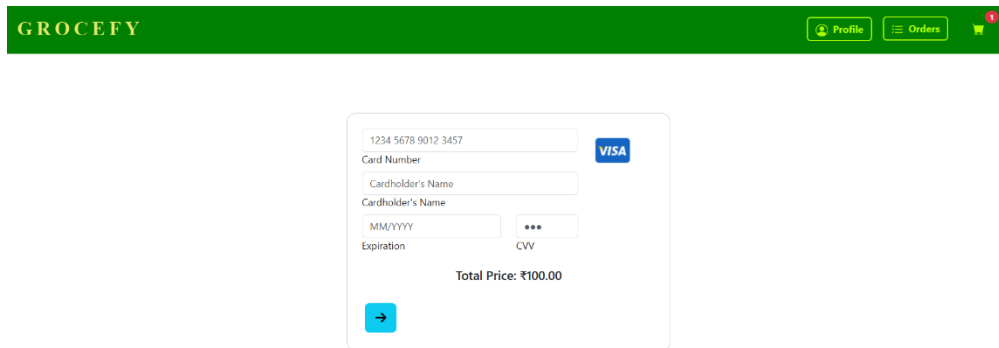 GROCEFY
Profile
Orders
1
1234 5678 9012 3457
VISA
Card Number
Cardholder's Name
Cardholder's Name
MM/YYYY
•••
Expiration
CVV
Total Price: ₹100.00